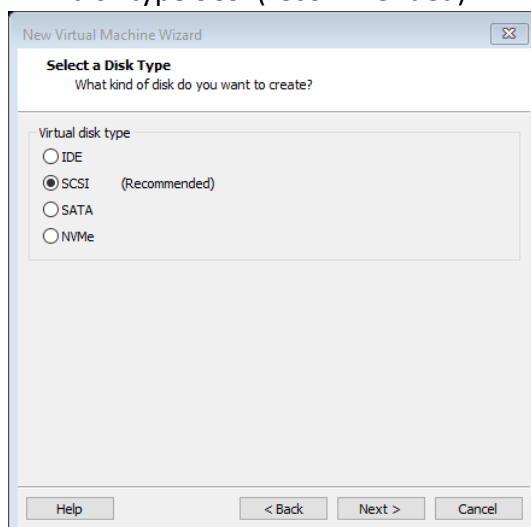 New Virtual Machine Wizard
Select a Disk Type
What kind of disk do you want to create?
Virtual disk type
IDE
SCSI (Recommended)
SATA
NVMe
Help < Back Next > Cancel